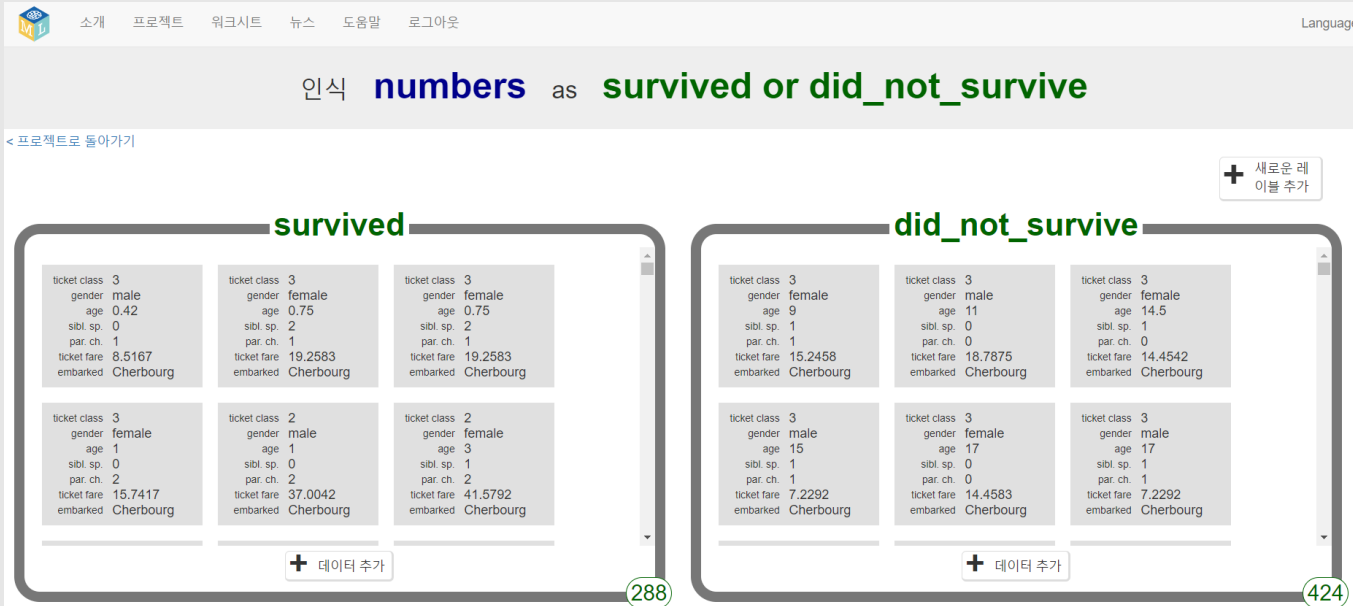 소개 프로젝트 워크시트 뉴스 도움말 로그아웃 Language
인식 numbers as survived or did_not_survive
< 프로젝트로 돌아가기
새로운 레
이블 추가
survived
ticket class 3
gender male
age 0.42
sibl. sp. 0
par. ch. 1
ticket fare 8.5167
embarked Cherbourg
ticket class 3
gender female
age 0.75
sibl. sp. 2
par. ch. 1
ticket fare 19.2583
embarked Cherbourg
ticket class 3
gender female
age 0.75
sibl. sp. 2
par. ch. 1
ticket fare 19.2583
embarked Cherbourg
ticket class 3
gender female
age 1
sibl. sp. 0
par. ch. 2
ticket fare 15.7417
embarked Cherbourg
ticket class 2
gender male
age 1
sibl. sp. 0
par. ch. 2
ticket fare 37.0042
embarked Cherbourg
ticket class 2
gender female
age 3
sibl. sp. 1
par. ch. 2
ticket fare 41.5792
embarked Cherbourg
데이터 추가
288
did_not_survive
ticket class 3
gender female
age 9
sibl. sp. 1
par. ch. 1
ticket fare 15.2458
embarked Cherbourg
ticket class 3
gender male
age 11
sibl. sp. 0
par. ch. 0
ticket fare 18.7875
embarked Cherbourg
ticket class 3
gender female
age 14.5
sibl. sp. 1
par. ch. 0
ticket fare 14.4542
embarked Cherbourg
ticket class 3
gender male
age 15
sibl. sp. 1
par. ch. 1
ticket fare 7.2292
embarked Cherbourg
ticket class 3
gender female
age 17
sibl. sp. 0
par. ch. 0
ticket fare 14.4583
embarked Cherbourg
ticket class 3
gender male
age 17
sibl. sp. 1
par. ch. 1
ticket fare 7.2292
embarked Cherbourg
데이터 추가
424